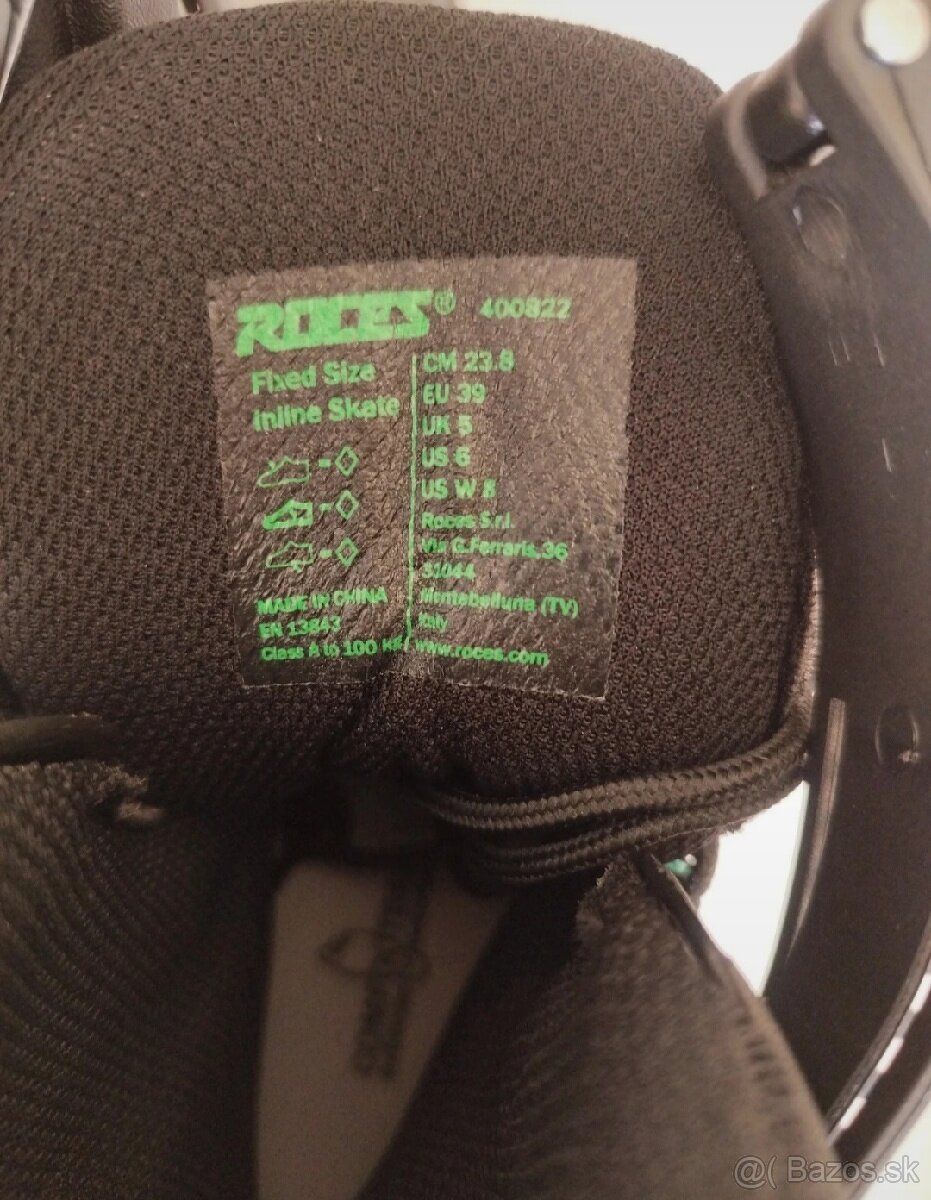 ROCES® 400822
Fixed Size
Inline Skate
CM 23.8
EU 39
UK 5
US 6
US W 8
Roces S.r.l.
Via G.Ferraris,36
31044
Montebelluna (TV)
Italy
www.roces.com
MADE IN CHINA
EN 13843
Class A to 100 KG
@( Bazos.sk